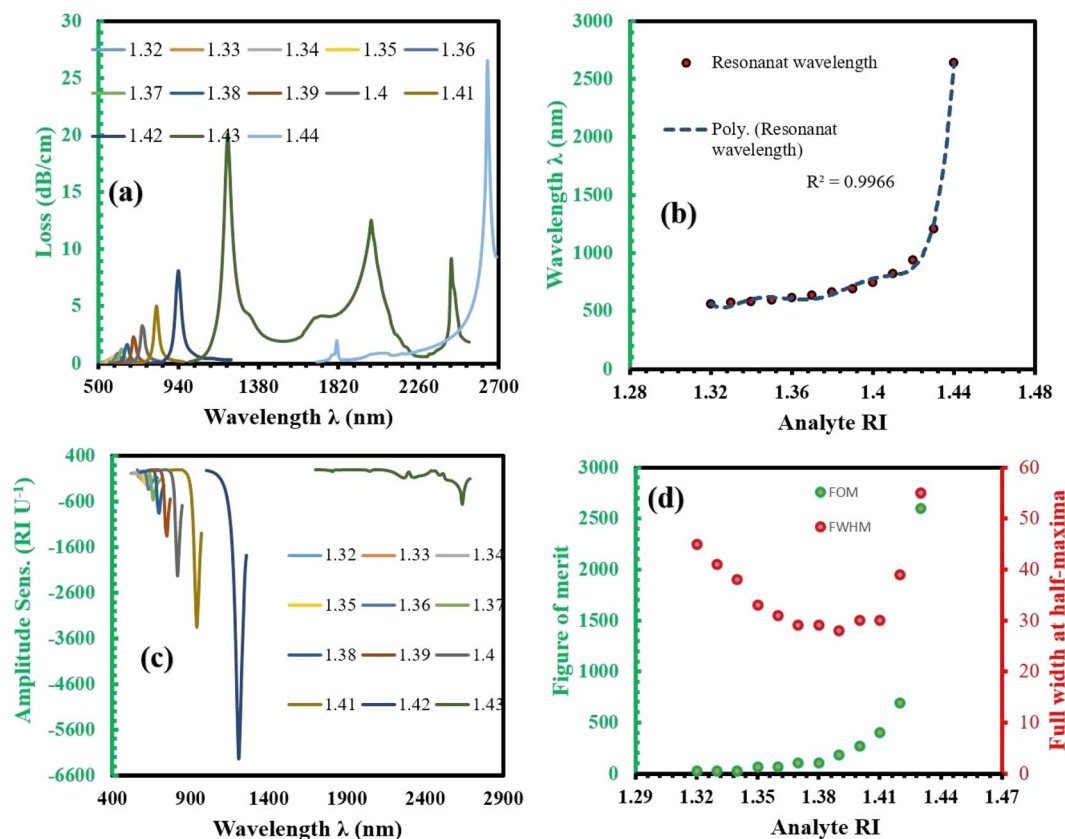 30
25
20
15
10
5
0
Loss (dB/cm)
1.32 1.33 1.34 1.35 1.36
1.37 1.38 1.39 1.4 1.41
1.42 1.43 1.44
(a)
500 940 1380 1820 2260 2700
Wavelength λ (nm)
3000
2500
2000
1500
1000
500
0
Wavelength λ (nm)
Resonanat wavelength
Poly. (Resonanat
wavelength)
R² = 0.9966
(b)
1.28 1.32 1.36 1.4 1.44 1.48
Analyte RI
400
-600
-1600
-2600
-3600
-4600
-5600
-6600
Amplitude Sens. (RI U⁻¹)
1.32 1.33 1.34
1.35 1.36 1.37
1.38 1.39 1.4
1.41 1.42 1.43
(c)
400 900 1400 1900 2400 2900
Wavelength λ (nm)
3000
2500
2000
1500
1000
500
0
Figure of merit
FOM
FWHM
(d)
60
50
40
30
20
10
0
Full width at half-maxima
1.29 1.32 1.35 1.38 1.41 1.44 1.47
Analyte RI